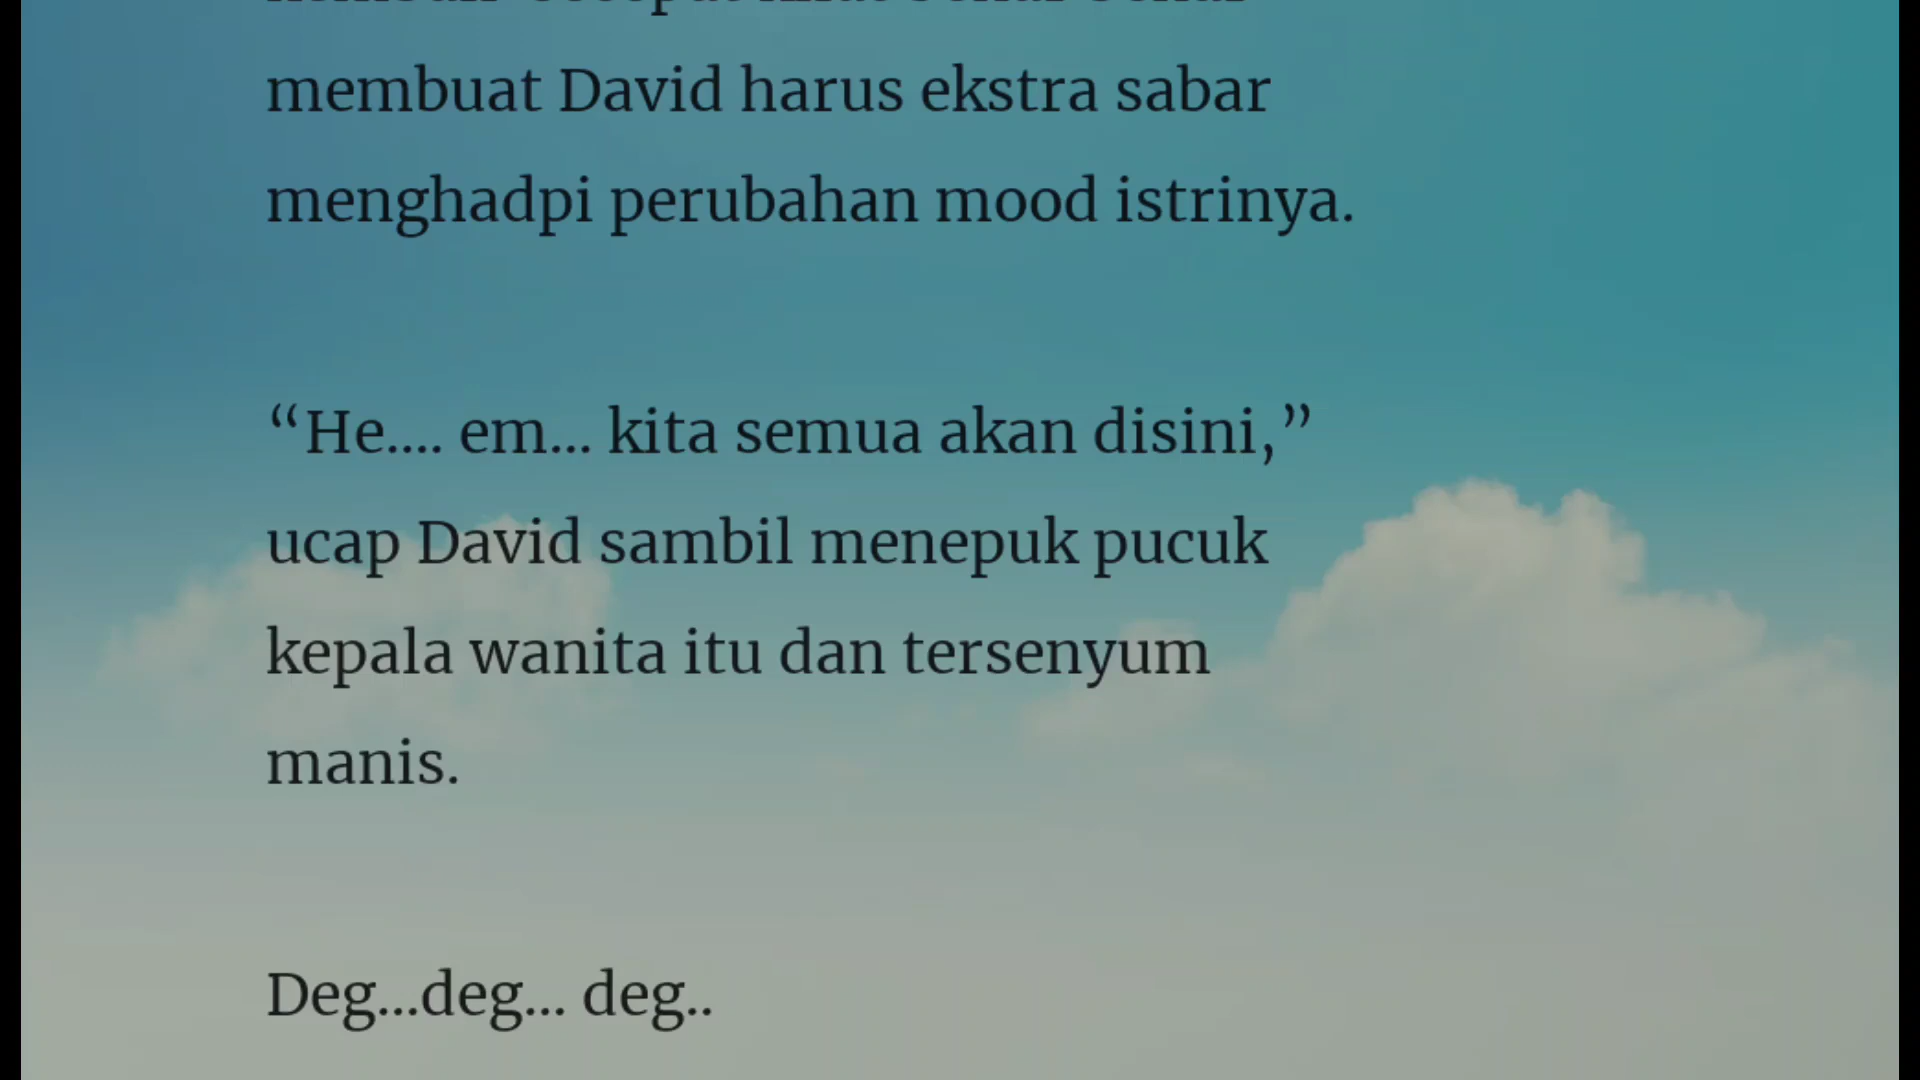 membuat David harus ekstra sabar
menghadpi perubahan mood istrinya.
“He.... em... kita semua akan disini,”
ucap David sambil menepuk pucuk
kepala wanita itu dan tersenyum
manis.
Deg...deg... deg..